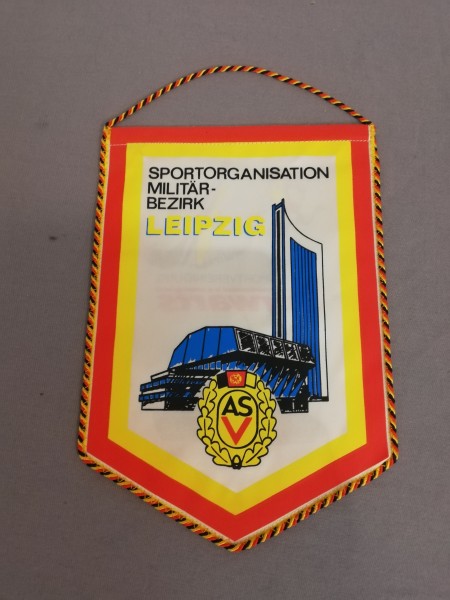 SPORTORGANISATION
MILITÄR-
BEZIRK
LEIPZIG
ASV